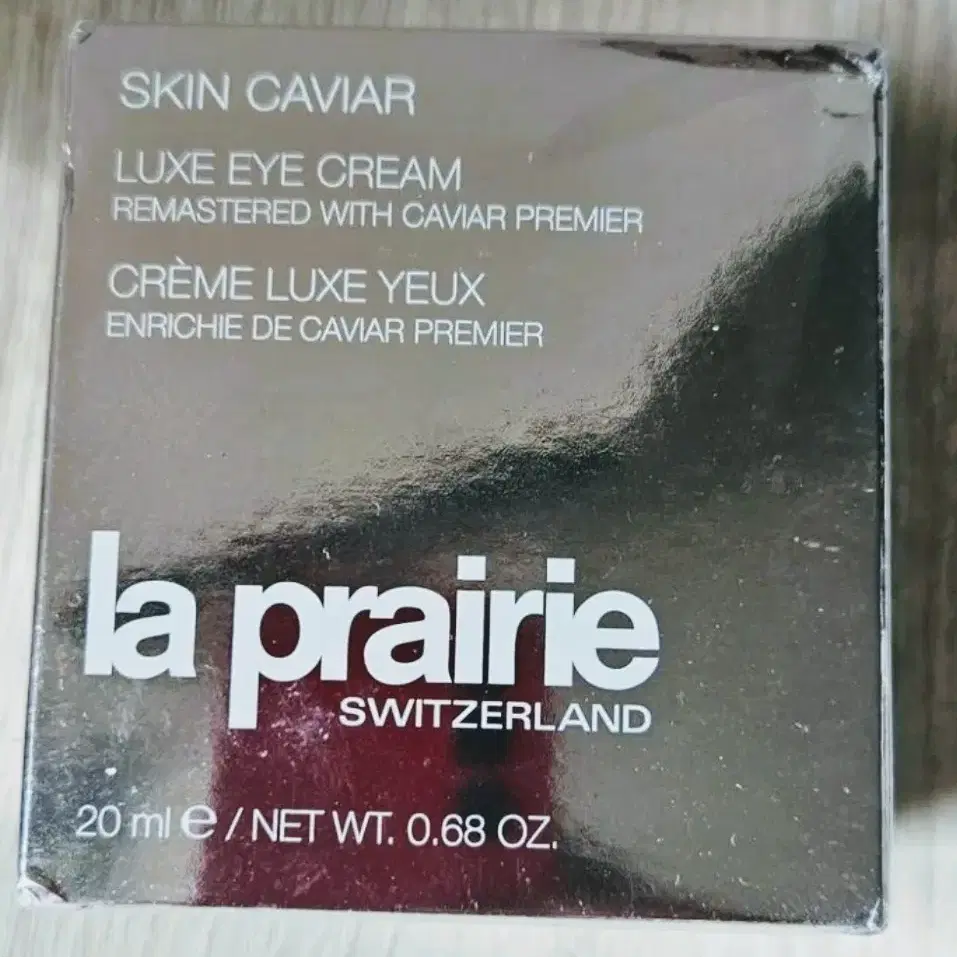 SKIN CAVIAR
LUXE EYE CREAM
REMASTERED WITH CAVIAR PREMIER
CRÈME LUXE YEUX
ENRICHIE DE CAVIAR PREMIER
la prairie
SWITZERLAND
20 ml ℮ / NET WT. 0.68 OZ.